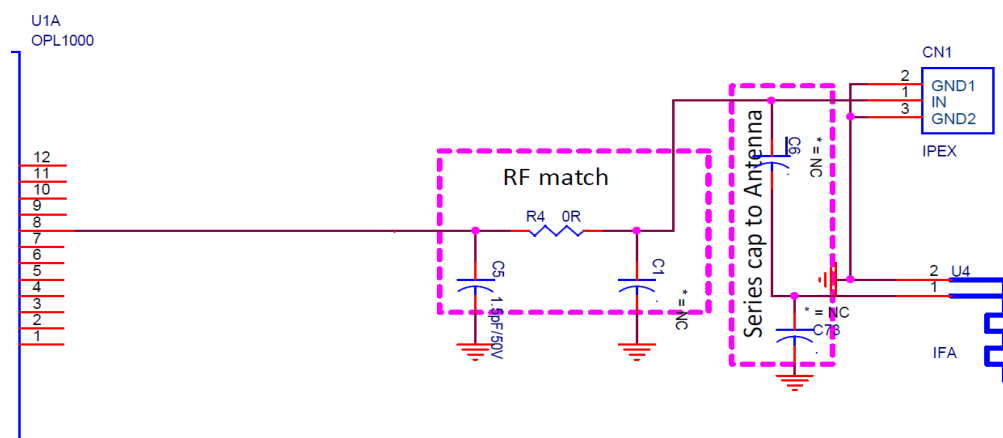 U1A
OPL1000
12
11
10
9
8
7
6
5
4
3
2
1
RF match
R4 0R
C5
1.5pF/50V
C1
* = NC
Series cap to Antenna
C6
* = NC
* = NC
C73
CN1
2 GND1
1 IN
3 GND2
IPEX
U4
2
1
IFA